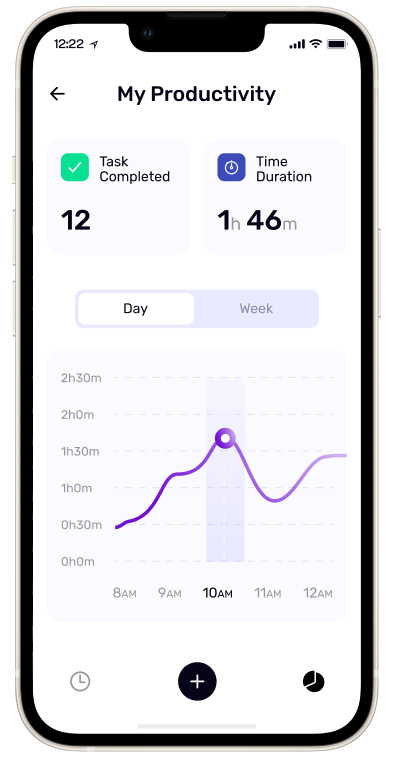 12:22
My Productivity
Task
Completed
Time
Duration
12
1h 46m
Day
Week
2h30m
2h0m
1h30m
1h0m
0h30m
0h0m
8AM 9AM 10AM 11AM 12AM